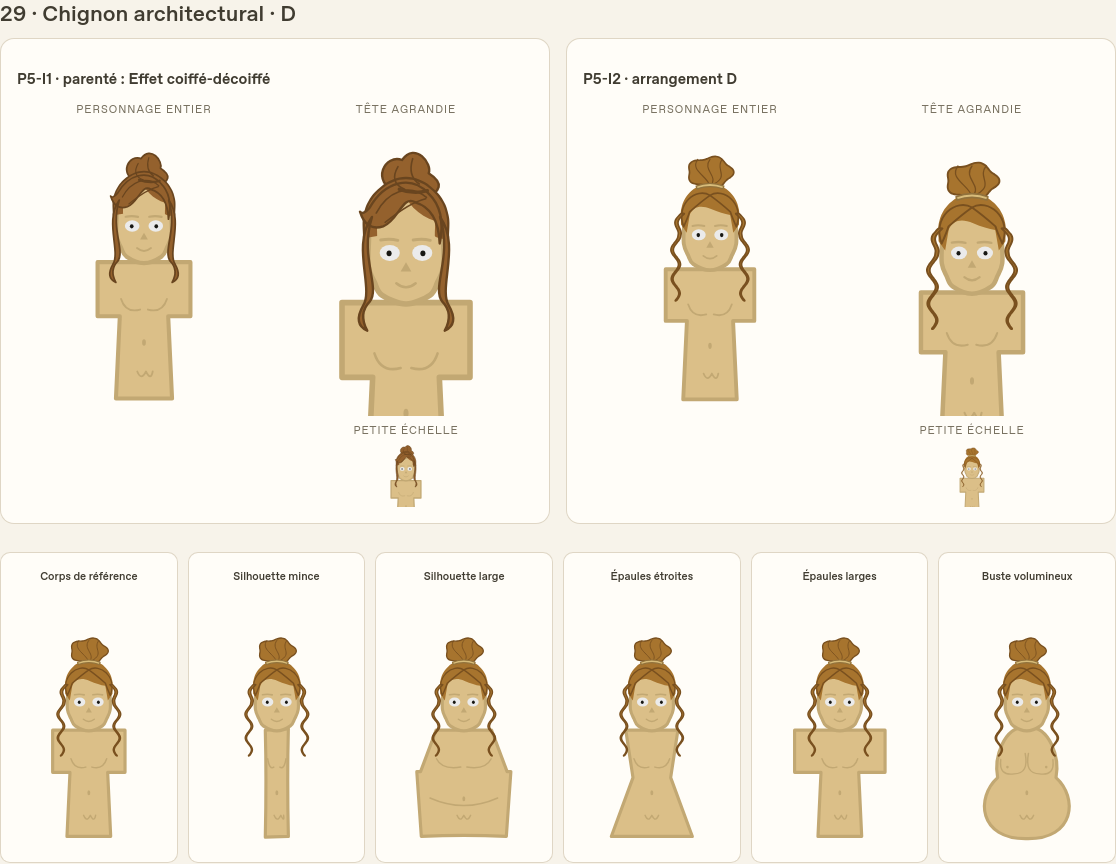 29 · Chignon architectural · D
P5-I1 · parenté : Effet coiffé-décoiffé
PERSONNAGE ENTIER
TÊTE AGRANDIE
PETITE ÉCHELLE
P5-I2 · arrangement D
PERSONNAGE ENTIER
TÊTE AGRANDIE
PETITE ÉCHELLE
Corps de référence
Silhouette mince
Silhouette large
Épaules étroites
Épaules larges
Buste volumineux